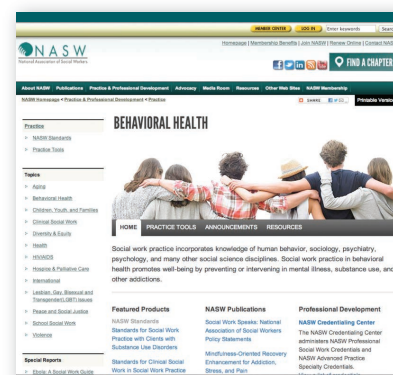 MEMBER CENTER
LOG IN
Enter keywords
Searc
Homepage | Membership Benefits | Join NASW | Renew Online | Contact NAS
NASW
National Association of Social Workers
FIND A CHAPTER
About NASW Publications Practice & Professional Development Advocacy Media Room Resources Other Web Sites NASW Membership
NASW Homepage > Practice & Professional Development > Practice
SHARE
Printable Versio
Practice
NASW Standards
Practice Tools
Topics
Aging
Behavioral Health
Children, Youth, and Families
Clinical Social Work
Diversity & Equity
Health
HIV/AIDS
Hospice & Palliative Care
International
Lesbian, Gay, Bisexual and
Transgender(LGBT) Issues
Peace and Social Justice
School Social Work
Violence
Special Reports
Ebola: A Social Work Guide
BEHAVIORAL HEALTH
HOME PRACTICE TOOLS ANNOUNCEMENTS RESOURCES
Social work practice incorporates knowledge of human behavior, sociology, psychiatry,
psychology, and many other social science disciplines. Social work practice in behavioral
health promotes well-being by preventing or intervening in mental illness, substance use, and
other addictions.
Featured Products
NASW Standards
Standards for Social Work
Practice with Clients with
Substance Use Disorders
Standards for Clinical Social
Work in Social Work Practice
NASW Publications
Social Work Speaks: National
Association of Social Workers
Policy Statements
Mindfulness-Oriented Recovery
Enhancement for Addiction,
Stress, and Pain
Professional Development
NASW Credentialing Center
The NASW Credentialing Center
administers NASW Professional
Social Work Credentials and
NASW Advanced Practice
Specialty Credentials.